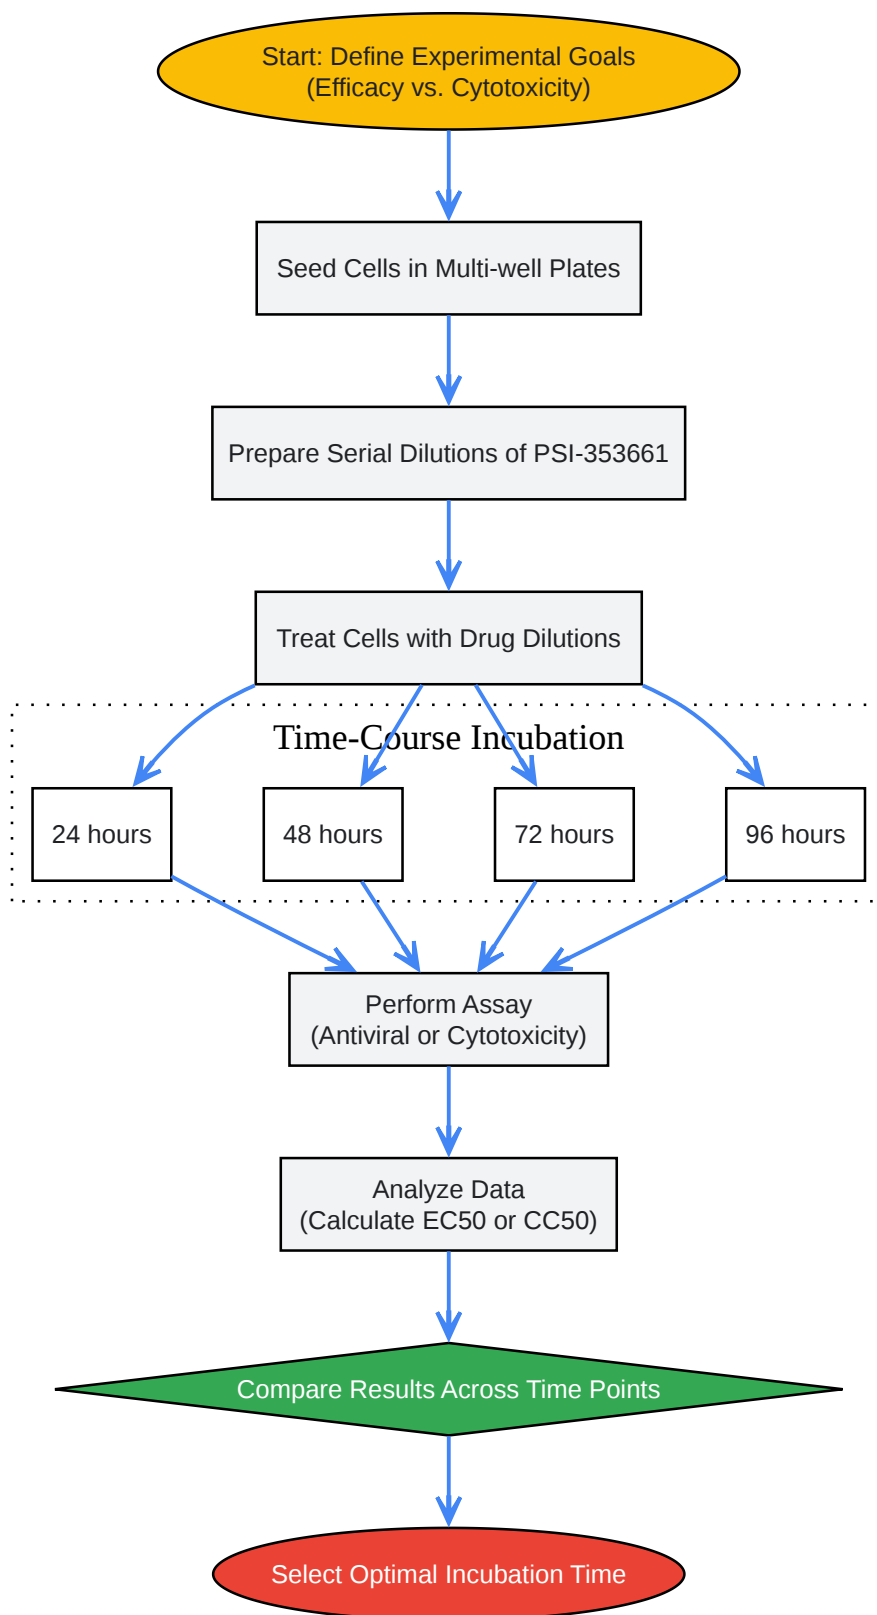 Start: Define Experimental Goals
(Efficacy vs. Cytotoxicity)
Seed Cells in Multi-well Plates
Prepare Serial Dilutions of PSI-353661
Treat Cells with Drug Dilutions
Time-Course Incubation
24 hours
48 hours
72 hours
96 hours
Perform Assay
(Antiviral or Cytotoxicity)
Analyze Data
(Calculate EC50 or CC50)
Compare Results Across Time Points
Select Optimal Incubation Time